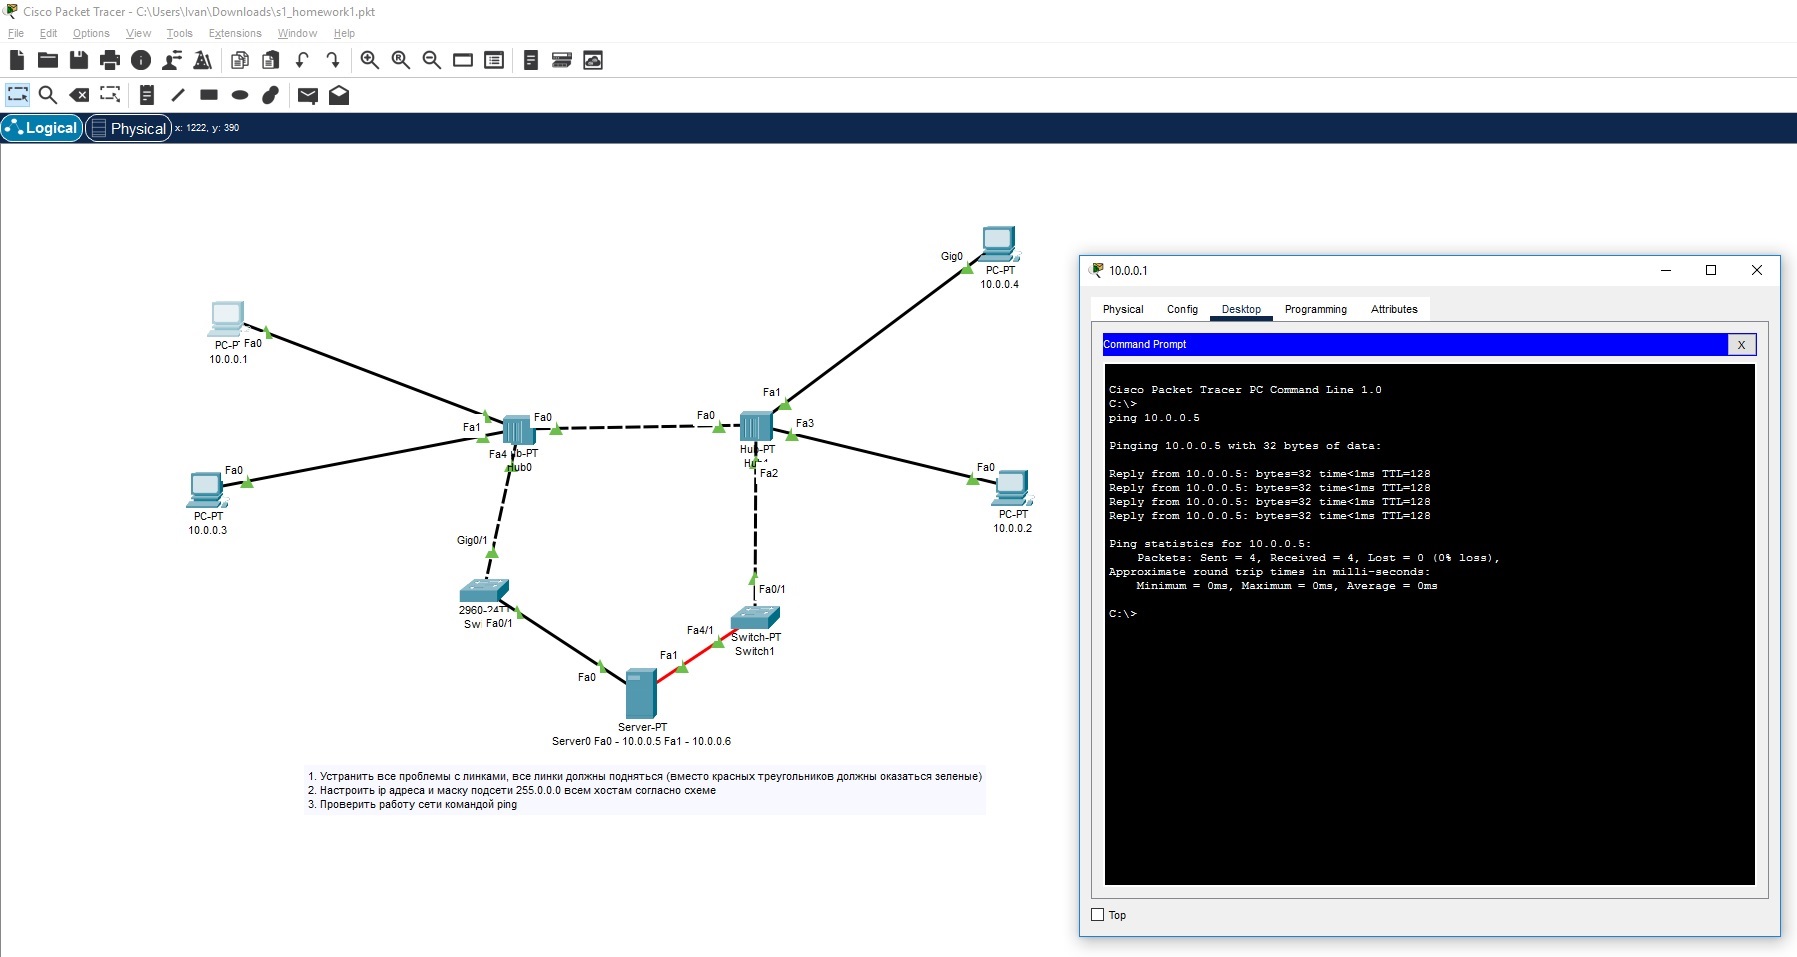 Cisco Packet Tracer - C:\Users\Ivan\Downloads\s1_homework1.pkt
File Edit Options View Tools Extensions Window Help
Logical Physical x: 1222, y: 390
Gig0
PC-PT
10.0.0.4
Fa0
10.0.0.1
Fa1
Fa0
Fa0
Fa1
Fa3
Fa4
Hub0
Fa2
Fa0
PC-PT
10.0.0.3
Fa0
PC-PT
10.0.0.2
Gig0/1
Fa0/1
Fa0/1
Fa4/1
Switch-PT
Switch1
Fa1
Fa0
Server-PT
Server0 Fa0 - 10.0.0.5 Fa1 - 10.0.0.6
1. Устранить все проблемы с линками, все линки должны подняться (вместо красных треугольников должны оказаться зеленые)
2. Настроить ip адреса и маску подсети 255.0.0.0 всем хостам согласно схеме
3. Проверить работу сети командой ping
10.0.0.1
Physical Config Desktop Programming Attributes
Command Prompt
X
Cisco Packet Tracer PC Command Line 1.0
C:\>
ping 10.0.0.5
Pinging 10.0.0.5 with 32 bytes of data:
Reply from 10.0.0.5: bytes=32 time<1ms TTL=128
Reply from 10.0.0.5: bytes=32 time<1ms TTL=128
Reply from 10.0.0.5: bytes=32 time<1ms TTL=128
Reply from 10.0.0.5: bytes=32 time<1ms TTL=128
Ping statistics for 10.0.0.5:
Packets: Sent = 4, Received = 4, Lost = 0 (0% loss),
Approximate round trip times in milli-seconds:
Minimum = 0ms, Maximum = 0ms, Average = 0ms
C:\>
Top